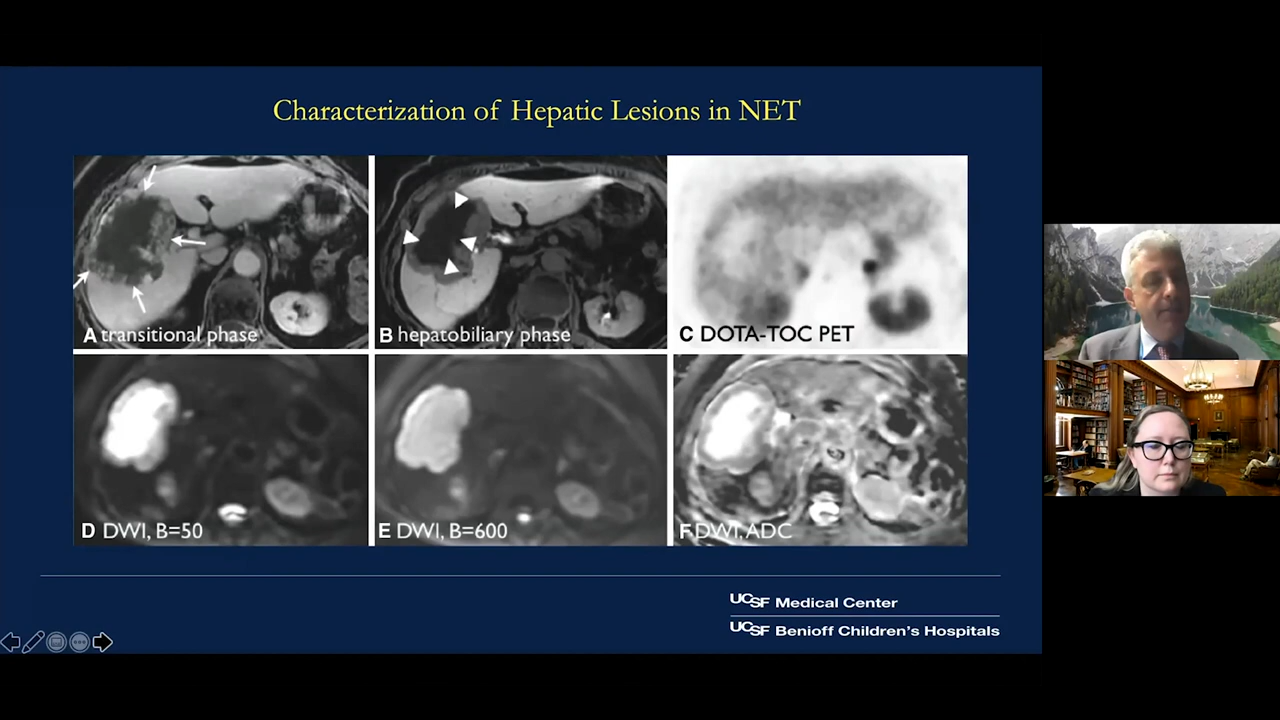 Characterization of Hepatic Lesions in NET
A transitional phase
B hepatobiliary phase
C DOTA-TOC PET
D DWI, B=50
E DWI, B=600
F DWI, ADC
UCSF Medical Center
UCSF Benioff Children's Hospitals